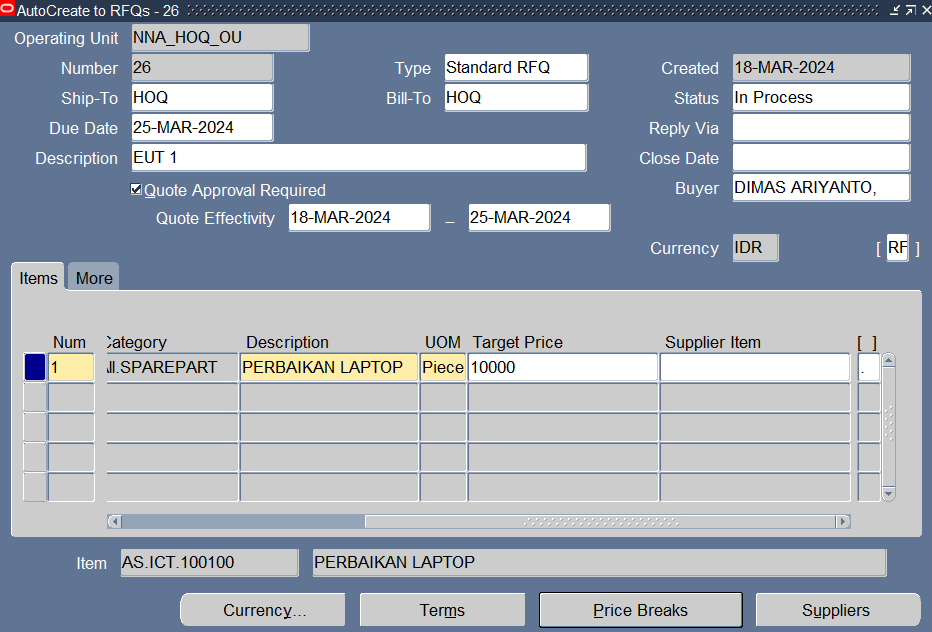 AutoCreate to RFQs - 26
Operating Unit NNA_HOQ_OU
Number 26 Type Standard RFQ Created 18-MAR-2024
Ship-To HOQ Bill-To HOQ Status In Process
Due Date 25-MAR-2024 Reply Via
Description EUT 1 Close Date
Quote Approval Required Buyer DIMAS ARIYANTO,
Quote Effectivity 18-MAR-2024 – 25-MAR-2024
Currency IDR [ RF ]
Items More
Num Category Description UOM Target Price Supplier Item [ ]
1 .SPAREPART PERBAIKAN LAPTOP Piece 10000 .
Item AS.ICT.100100 PERBAIKAN LAPTOP
Currency... Terms Price Breaks Suppliers